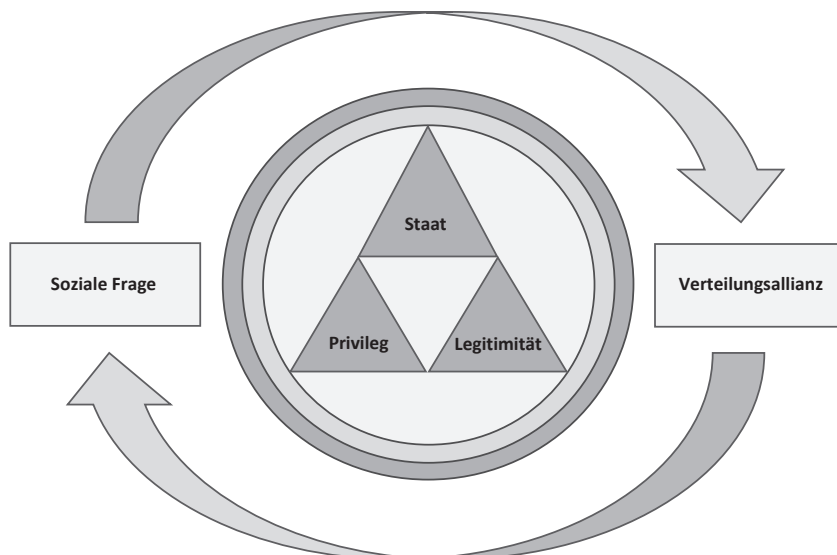 Staat
Soziale Frage
Verteilungsallianz
Privileg
Legitimität